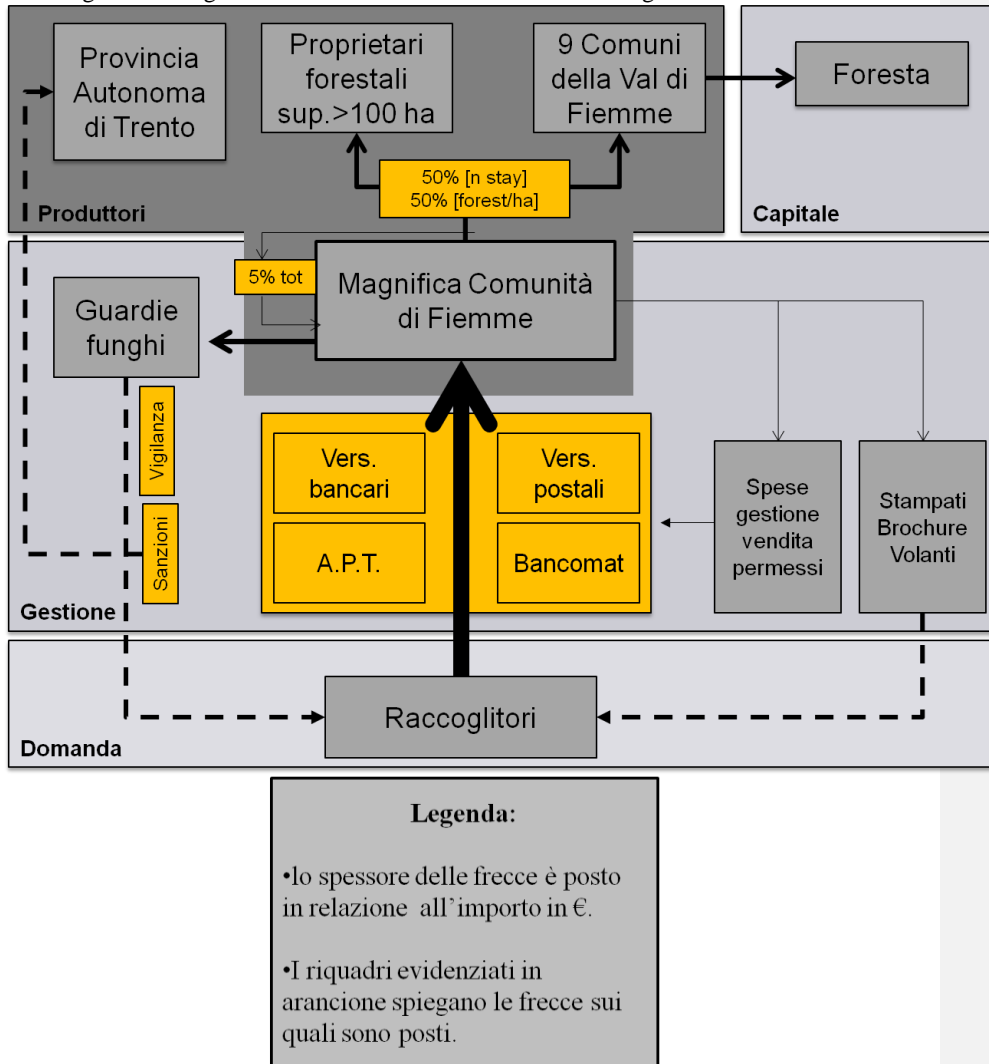 Provincia
Autonoma
di Trento
Proprietari
forestali
sup.>100 ha
9 Comuni
della Val di
Fiemme
Foresta
50% [n stay]
50% [forest/ha]
Produttori
Capitale
5% tot
Magnifica Comunità
di Fiemme
Guardie
funghi
Vigilanza
Sanzioni
Vers.
bancari
Vers.
postali
A.P.T.
Bancomat
Spese
gestione
vendita
permessi
Stampati
Brochure
Volanti
Gestione
Raccoglitori
Domanda
Legenda:
•lo spessore delle frecce è posto
in relazione all'importo in €.
•I riquadri evidenziati in
arancione spiegano le frecce sui
quali sono posti.